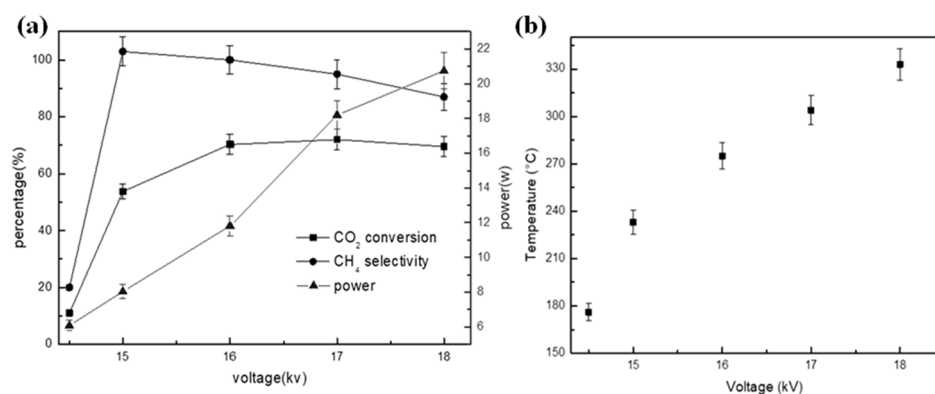 (a)
100
80
60
40
20
0
percentage(%)
22
20
18
16
14
12
10
8
6
power(w)
CO2 conversion
CH4 selectivity
power
15 16 17 18
voltage(kv)
(b)
330
300
270
240
210
180
150
Temperature (°C)
15 16 17 18
Voltage (kV)